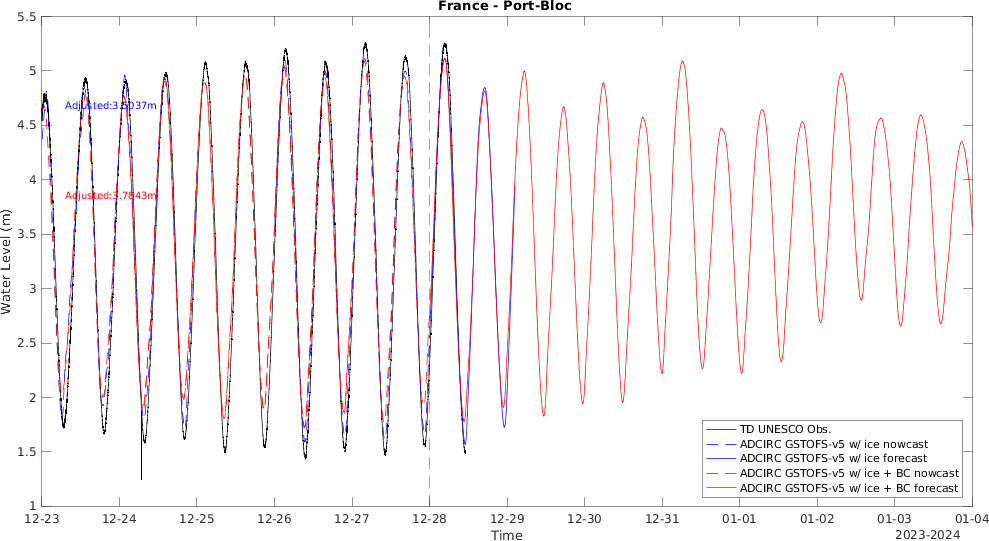 France - Port-Bloc
5.5
5
4.5
4
3.5
3
2.5
2
1.5
1
Water Level (m)
Adjusted:3.7843m
TD UNESCO Obs.
ADCIRC GSTOFS-v5 w/ ice nowcast
ADCIRC GSTOFS-v5 w/ ice forecast
ADCIRC GSTOFS-v5 w/ ice + BC nowcast
ADCIRC GSTOFS-v5 w/ ice + BC forecast
12-23 12-24 12-25 12-26 12-27 12-28 12-29 12-30 12-31 01-01 01-02 01-03 01-04
Time
2023-2024